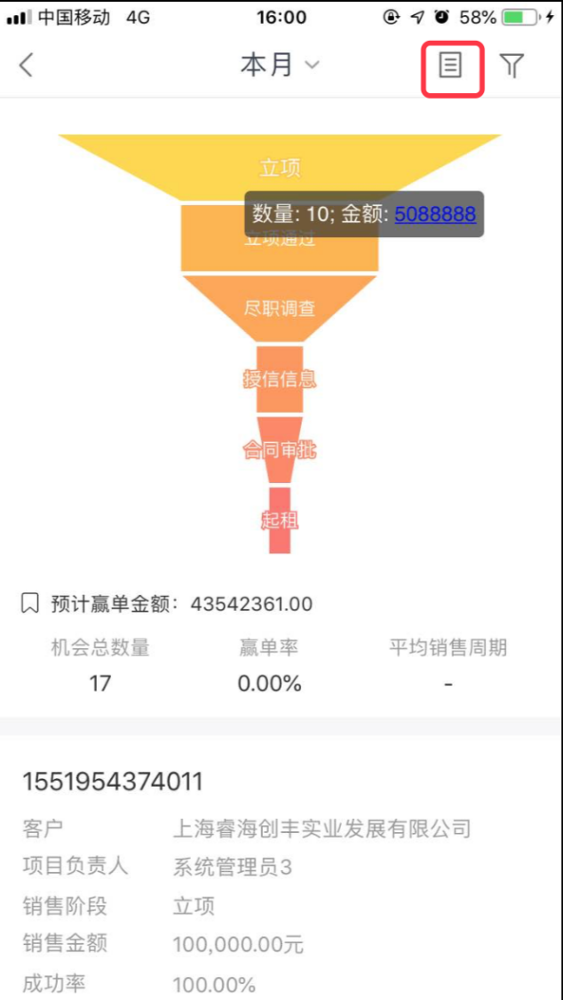 中国移动 4G 16:00 58%
本月
立项
数量: 10; 金额: 5088888
立项通过
尽职调查
授信信息
合同审批
起租
预计赢单金额: 43542361.00
机会总数量 赢单率 平均销售周期
17 0.00% -
1551954374011
客户 上海睿海创丰实业发展有限公司
项目负责人 系统管理员3
销售阶段 立项
销售金额 100,000.00元
成功率 100.00%